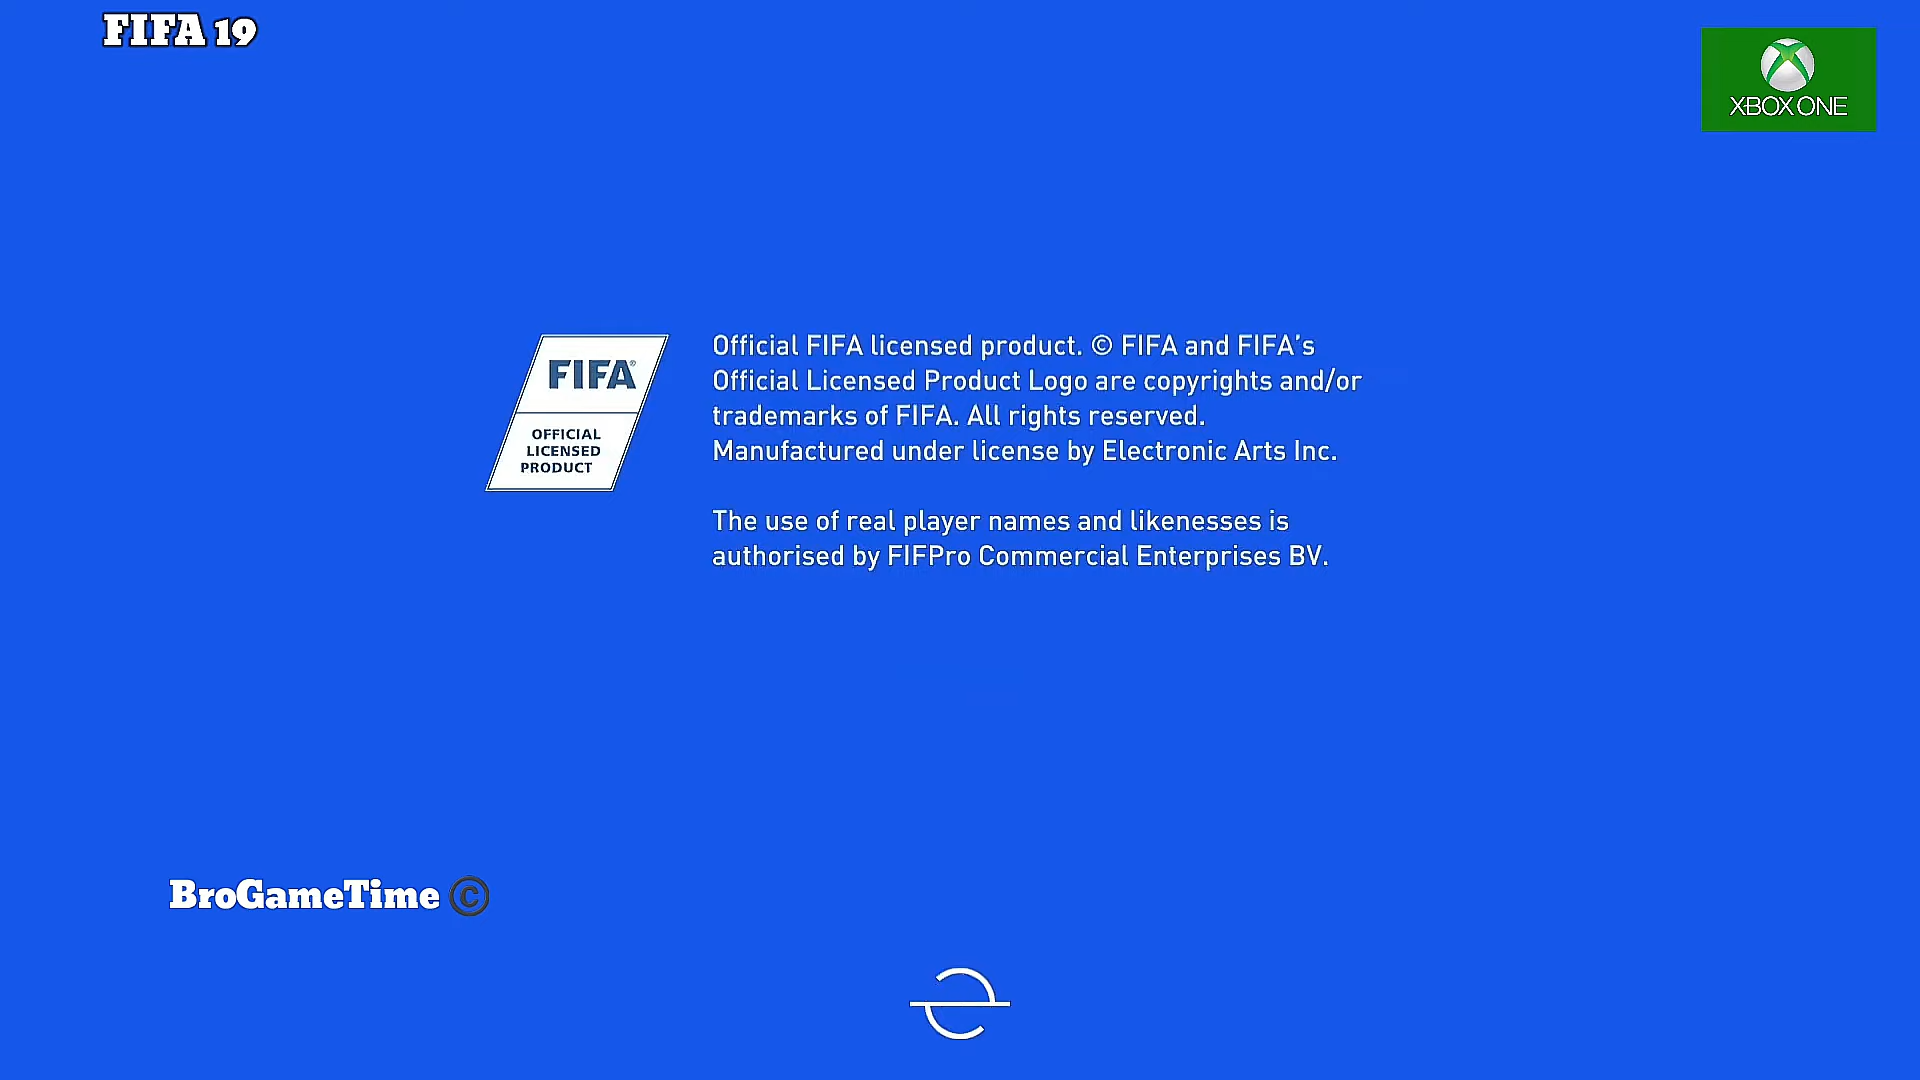 FIFA 19
XBOX ONE
FIFA®
OFFICIAL
LICENSED
PRODUCT
Official FIFA licensed product. © FIFA and FIFA’s
Official Licensed Product Logo are copyrights and/or
trademarks of FIFA. All rights reserved.
Manufactured under license by Electronic Arts Inc.
The use of real player names and likenesses is
authorised by FIFPro Commercial Enterprises BV.
BroGameTime ©